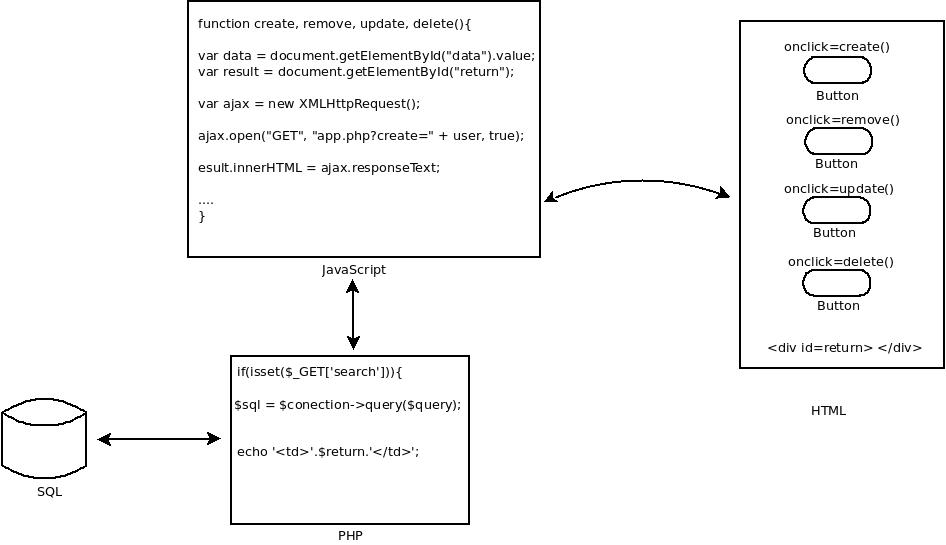 function create, remove, update, delete(){
var data = document.getElementById("data").value;
var result = document.getElementById("return");
var ajax = new XMLHttpRequest();
ajax.open("GET", "app.php?create=" + user, true);
esult.innerHTML = ajax.responseText;
....
}
JavaScript
onclick=create()
Button
onclick=remove()
Button
onclick=update()
Button
onclick=delete()
Button
<div id=return> </div>
HTML
if(isset($_GET['search'])){
$sql = $conection->query($query);
echo '<td>'.$return.'</td>';
PHP
SQL